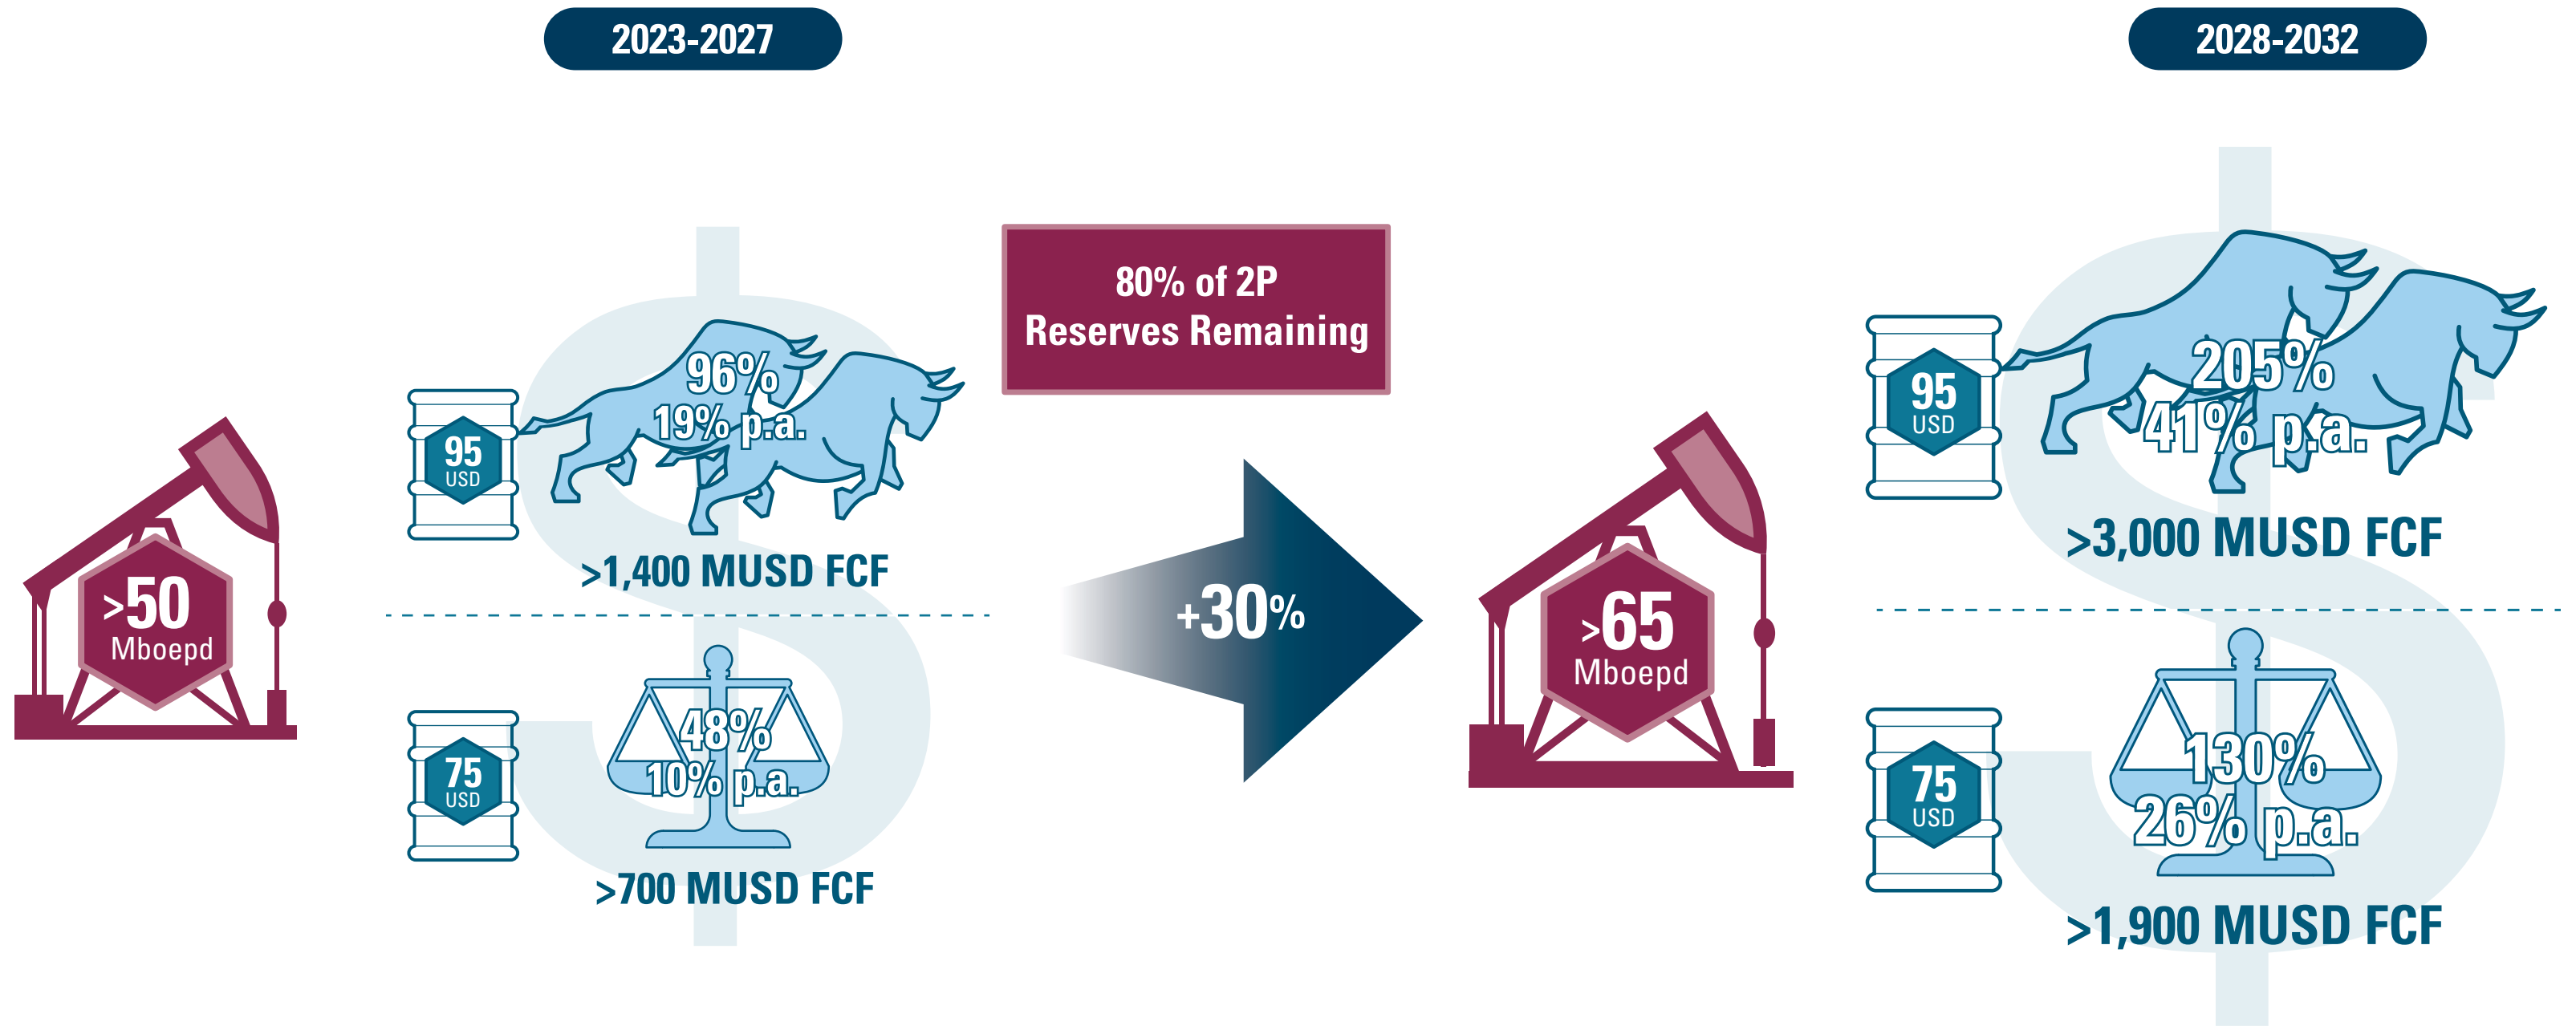 2023-2027
2028-2032
>50
Mboepd
95
USD
96%
19% p.a.
>1,400 MUSD FCF
75
USD
48%
10% p.a.
>700 MUSD FCF
80% of 2P
Reserves Remaining
+30%
>65
Mboepd
95
USD
205%
41% p.a.
>3,000 MUSD FCF
75
USD
130%
26% p.a.
>1,900 MUSD FCF